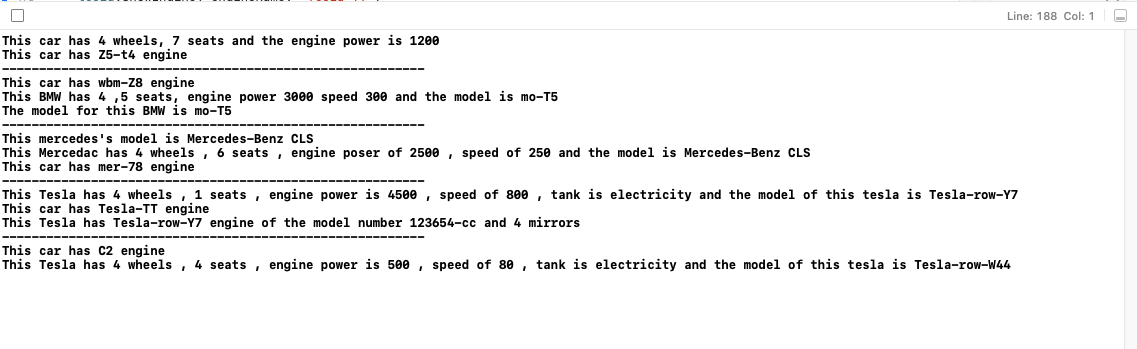 Line: 188 Col: 1
This car has 4 wheels, 7 seats and the engine power is 1200
This car has Z5-t4 engine
---------------------------------------------------------
This car has wbm-Z8 engine
This BMW has 4 ,5 seats, engine power 3000 speed 300 and the model is mo-T5
The model for this BMW is mo-T5
---------------------------------------------------------
This mercedes's model is Mercedes-Benz CLS
This Mercedac has 4 wheels , 6 seats , engine poser of 2500 , speed of 250 and the model is Mercedes-Benz CLS
This car has mer-78 engine
---------------------------------------------------------
This Tesla has 4 wheels , 1 seats , engine power is 4500 , speed of 800 , tank is electricity and the model of this tesla is Tesla-row-Y7
This car has Tesla-TT engine
This Tesla has Tesla-row-Y7 engine of the model number 123654-cc and 4 mirrors
---------------------------------------------------------
This car has C2 engine
This Tesla has 4 wheels , 4 seats , engine power is 500 , speed of 80 , tank is electricity and the model of this tesla is Tesla-row-W44